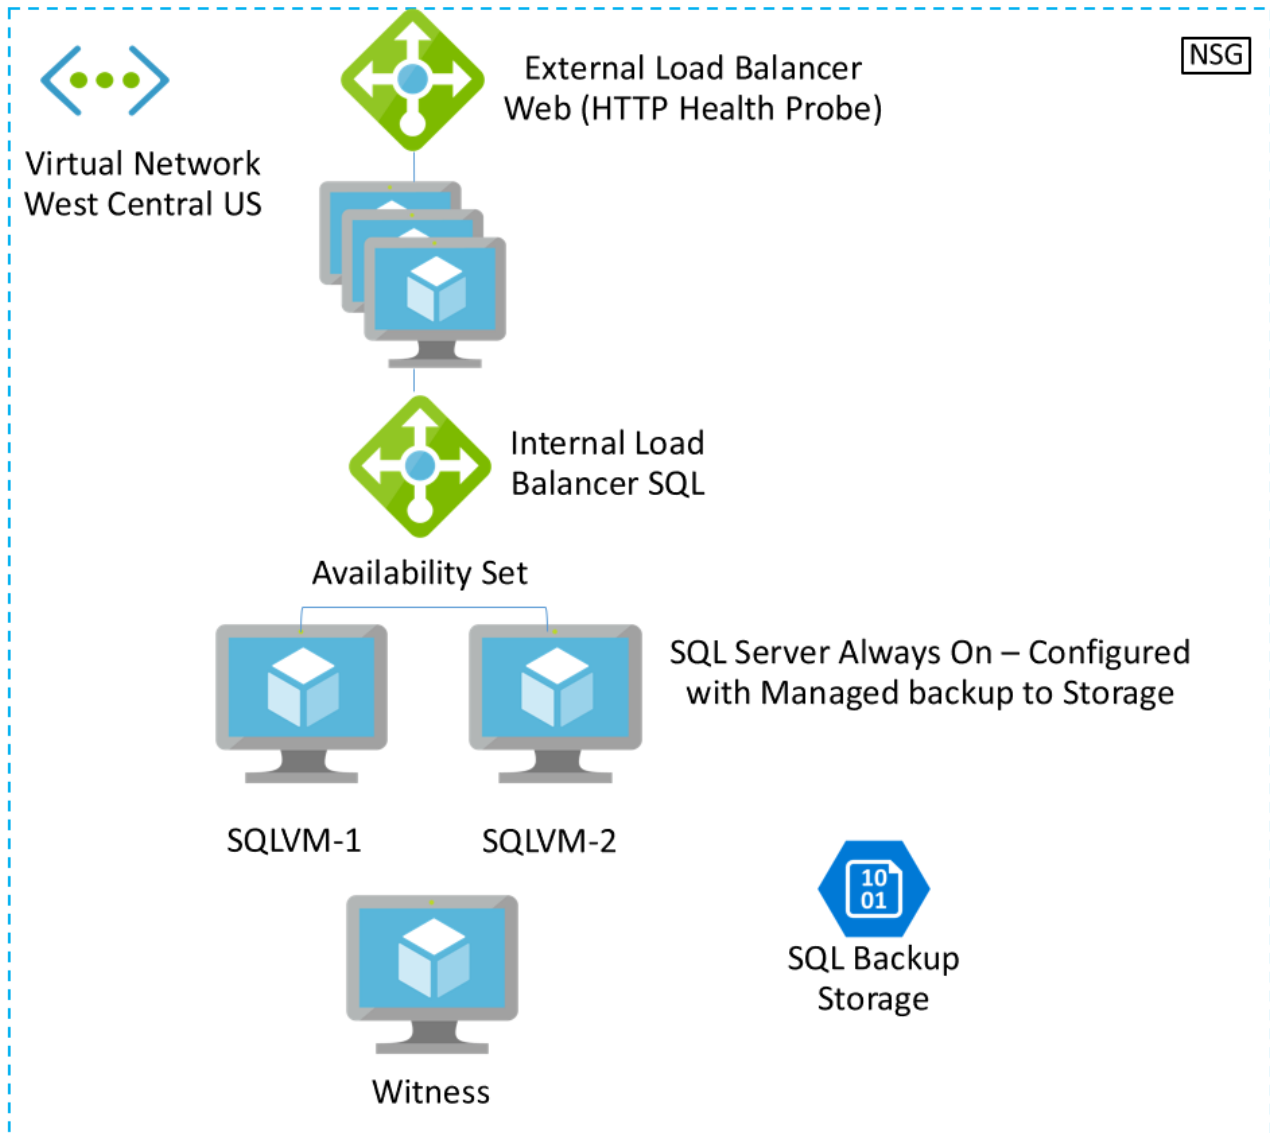 External Load Balancer
Web (HTTP Health Probe)
NSG
Virtual Network
West Central US
Internal Load
Balancer SQL
Availability Set
SQL Server Always On – Configured
with Managed backup to Storage
SQLVM-1
SQLVM-2
10
01
SQL Backup
Storage
Witness